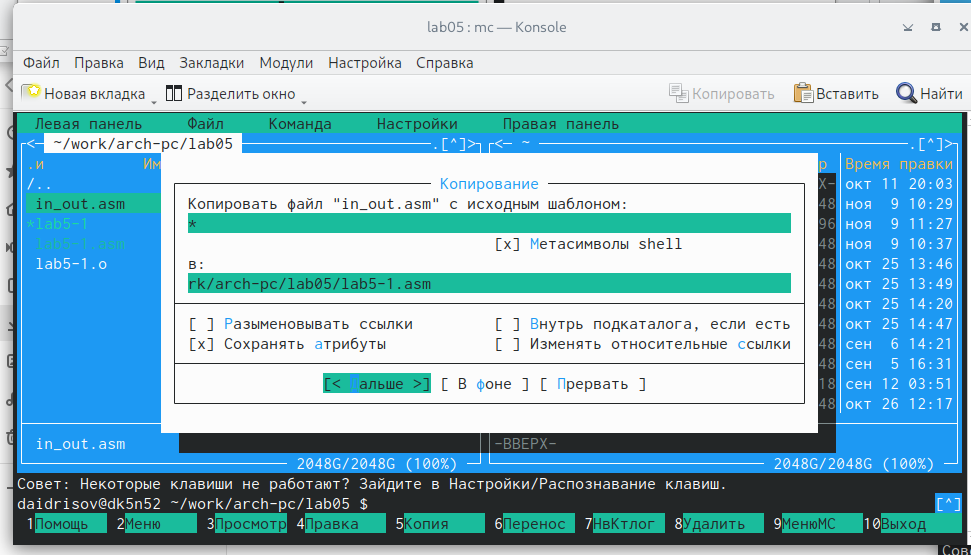 lab05 : mc — Konsole
Файл Правка Вид Закладки Модули Настройка Справка
Новая вкладка Разделить окно Копировать Вставить Найти
Левая панель Файл Команда Настройки Правая панель
<─ ~/work/arch-pc/lab05 .[^]> <─ ~ .[^]>
.и Им р Время правки
/.. Х- окт 11 20:03
in_out.asm 48 ноя 9 10:29
*lab5-1 96 ноя 9 11:27
lab5-1.asm 48 ноя 9 10:37
lab5-1.o 48 окт 25 13:46
48 окт 25 13:49
48 окт 25 14:20
48 окт 25 14:47
48 сен 6 14:21
48 сен 5 16:31
18 сен 12 03:51
48 окт 26 12:17
Копирование
Копировать файл "in_out.asm" с исходным шаблоном:
*
[x] Метасимволы shell
в:
rk/arch-pc/lab05/lab5-1.asm
[ ] Разыменовывать ссылки [ ] Внутрь подкаталога, если есть
[x] Сохранять атрибуты [ ] Изменять относительные ссылки
[< Дальше >] [ В фоне ] [ Прервать ]
in_out.asm -ВВЕРХ-
2048G/2048G (100%) 2048G/2048G (100%)
Совет: Некоторые клавиши не работают? Зайдите в Настройки/Распознавание клавиш.
daidrisov@dk5n52 ~/work/arch-pc/lab05 $ [^]
1Помощь 2Меню 3Просмотр 4Правка 5Копия 6Перенос 7НвКтлог 8Удалить 9МенюMC 10Выход
Сов